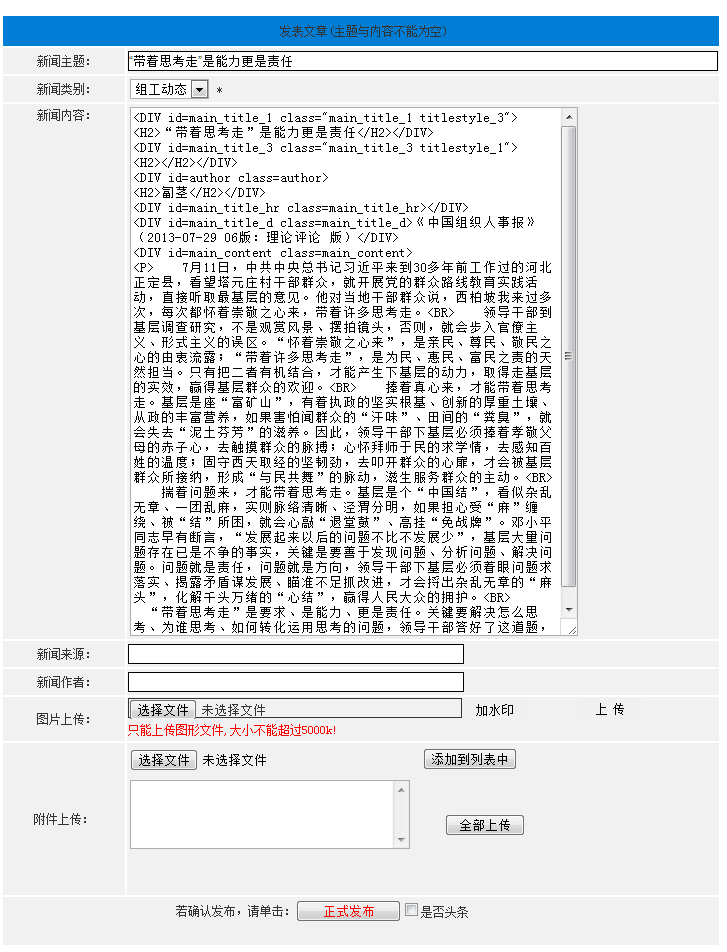 发表文章(主题与内容不能为空)
新闻主题: “带着思考走”是能力更是责任
新闻类别: 组工动态 *
新闻内容:
<DIV id=main_title_1 class="main_title_1 titlestyle_3">
<H2>“带着思考走”是能力更是责任</H2></DIV>
<DIV id=main_title_3 class="main_title_3 titlestyle_1">
<H2></H2></DIV>
<DIV id=author class=author>
<H2>訚茎</H2></DIV>
<DIV id=main_title_hr class=main_title_hr></DIV>
<DIV id=main_title_d class=main_title_d>《中国组织人事报》
（2013-07-29 06版：理论评论 版）</DIV>
<DIV id=main_content class=main_content>
<P>　　7月11日，中共中央总书记习近平来到30多年前工作过的河北
正定县，看望塔元庄村干部群众，就开展党的群众路线教育实践活
动，直接听取最基层的意见。他对当地干部群众说，西柏坡我来过多
次，每次都怀着崇敬之心来，带着许多思考走。<BR>　　领导干部到
基层调查研究，不是观赏风景、摆拍镜头，否则，就会步入官僚主
义、形式主义的误区。“怀着崇敬之心来”，是亲民、尊民、敬民之
心的由衷流露；“带着许多思考走”，是为民、惠民、富民之责的天
然担当。只有把二者有机结合，才能产生下基层的动力，取得走基层
的实效，赢得基层群众的欢迎。<BR>　　捧着真心来，才能带着思考
走。基层是座“富矿山”，有着执政的坚实根基、创新的厚重土壤、
从政的丰富营养，如果害怕闻群众的“汗味”、田间的“粪臭”，就
会失去“泥土芬芳”的滋养。因此，领导干部下基层必须捧着孝敬父
母的赤子心，去触摸群众的脉搏；心怀拜师于民的求学情，去感知百
姓的温度；固守西天取经的坚韧劲，去叩开群众的心扉，才会被基层
群众所接纳，形成“与民共舞”的脉动，滋生服务群众的主动。<BR>
　　揣着问题来，才能带着思考走。基层是个“中国结”，看似杂乱
无章、一团乱麻，实则脉络清晰、泾渭分明，如果担心受“麻”缠
绕、被“结”所困，就会心敲“退堂鼓”、高挂“免战牌”。邓小平
同志早有断言，“发展起来以后的问题不比不发展少”，基层大量问
题存在已是不争的事实，关键是要善于发现问题、分析问题、解决问
题。问题就是责任，问题就是方向，领导干部下基层必须着眼问题求
落实、揭露矛盾谋发展、瞄准不足抓改进，才会捋出杂乱无章的“麻
头”，化解千头万绪的“心结”，赢得人民大众的拥护。<BR>
　“带着思考走”是要求、是能力、更是责任。关键要解决怎么思
考、为谁思考、如何转化运用思考的问题，领导干部答好了这道题，
新闻来源:
新闻作者:
图片上传: 选择文件 未选择文件 加水印 上 传
只能上传图形文件,大小不能超过5000k!
选择文件 未选择文件 添加到列表中
附件上传: 全部上传
若确认发布，请单击: 正式发布 是否头条